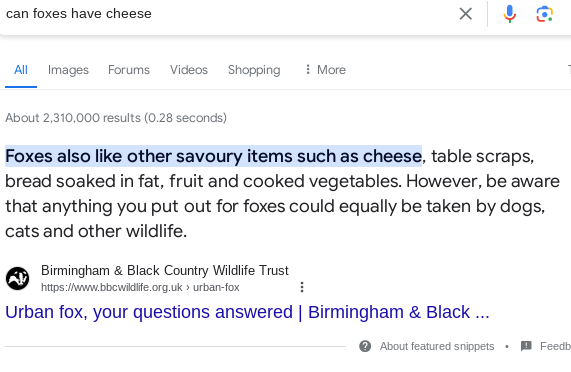 can foxes have cheese
All Images Forums Videos Shopping More
About 2,310,000 results (0.28 seconds)
Foxes also like other savoury items such as cheese, table scraps,
bread soaked in fat, fruit and cooked vegetables. However, be aware
that anything you put out for foxes could equally be taken by dogs,
cats and other wildlife.
Birmingham & Black Country Wildlife Trust
https://www.bbcwildlife.org.uk › urban-fox
Urban fox, your questions answered | Birmingham & Black ...
About featured snippets • Feedb